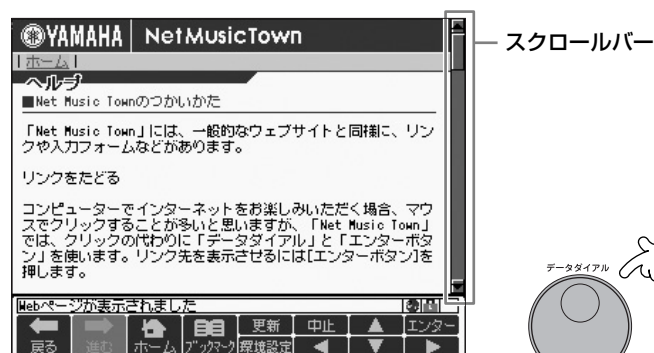 YAMAHA NetMusicTown
スクロールバー
|ホーム|
ヘルプ
■Net Music Townのつかいかた
「Net Music Town」には、一般的なウェブサイトと同様に、リン
クや入力フォームなどがあります。
リンクをたどる
コンピューターでインターネットをお楽しみいただく場合、マウ
スでクリックすることが多いと思いますが、「Net Music Town」
では、クリックの代わりに「データダイアル」と「エンターボタ
ン」を使います。リンク先を表示させるには[エンターボタン]を
押します。
データダイアル
Webページが表示されました
更新 中止 エンター
戻る 進む ホーム ブックマーク 環境設定